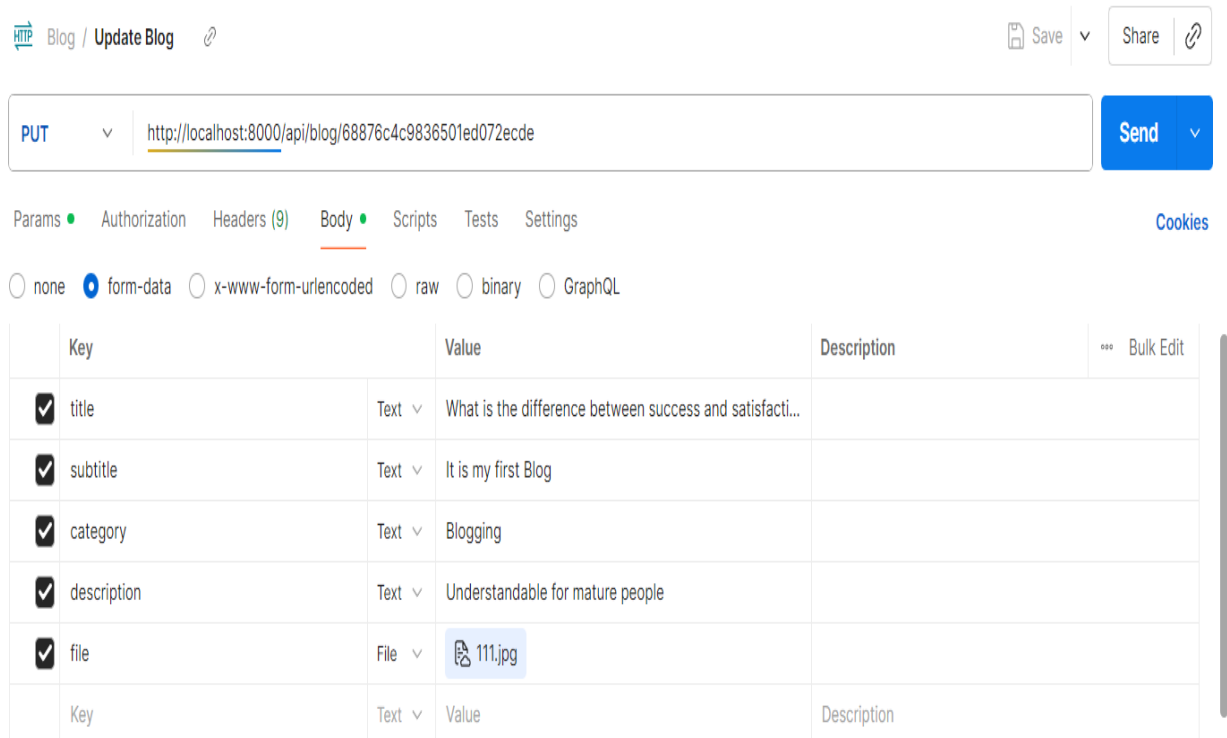 HTTP Blog / Update Blog Save Share
PUT http://localhost:8000/api/blog/68876c4c9836501ed072ecde Send
Params Authorization Headers (9) Body Scripts Tests Settings Cookies
none form-data x-www-form-urlencoded raw binary GraphQL
Key Value Description Bulk Edit
title Text What is the difference between success and satisfacti...
subtitle Text It is my first Blog
category Text Blogging
description Text Understandable for mature people
file File 111.jpg
Key Text Value Description